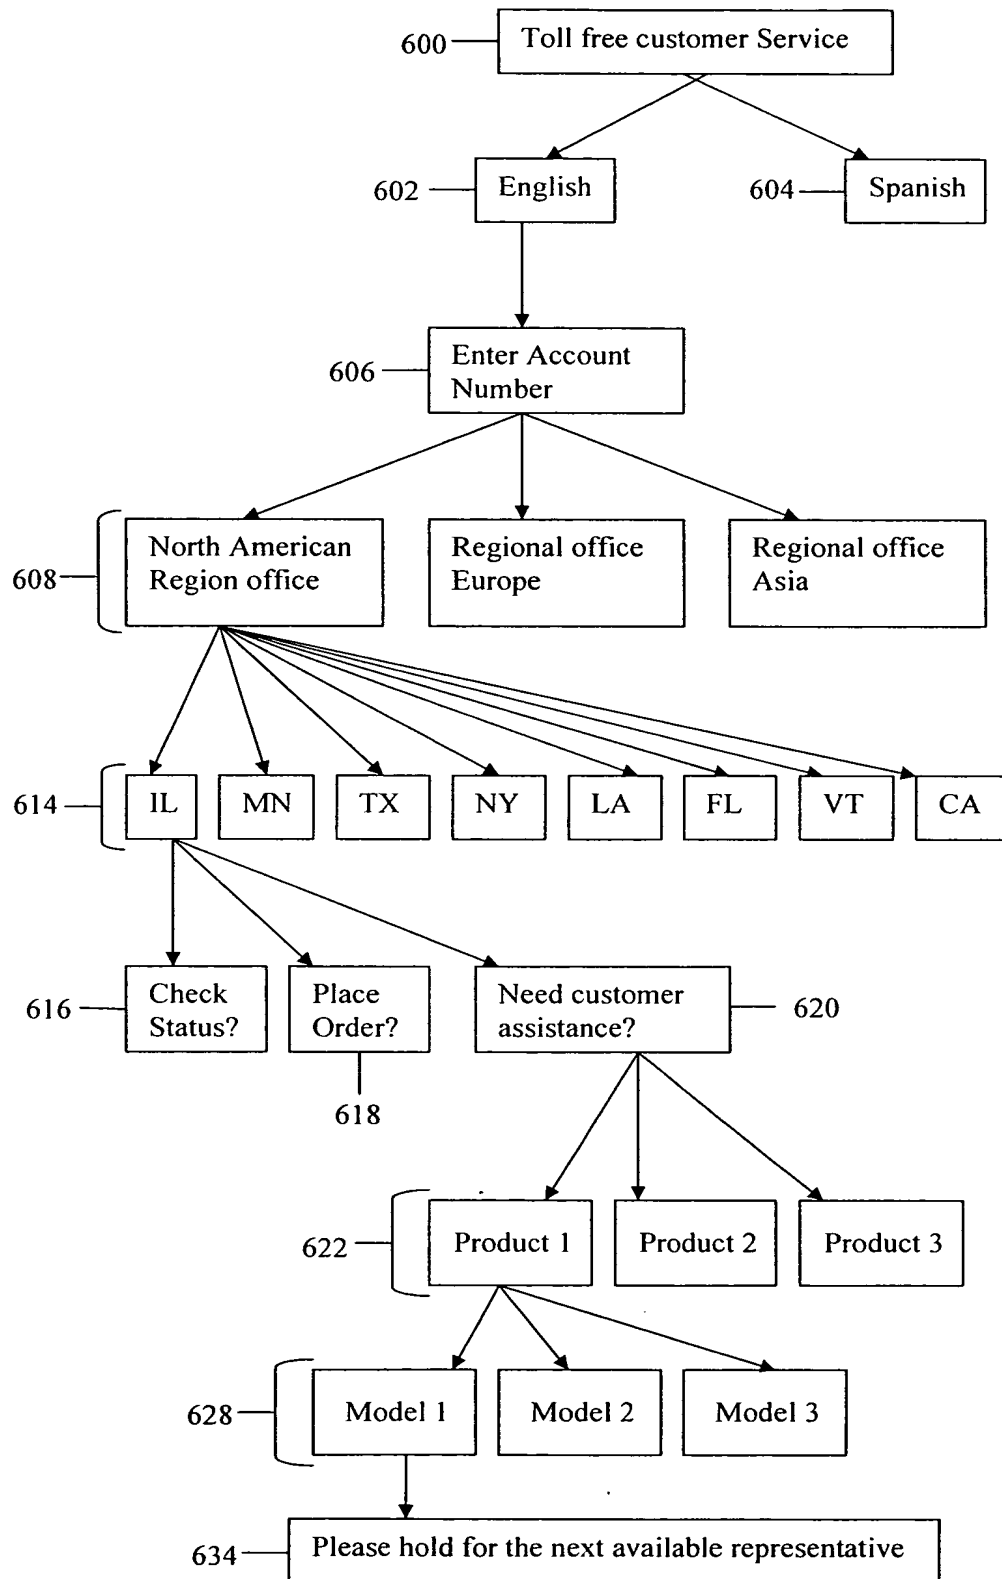 600
Toll free customer Service
602
English
604
Spanish
606
Enter Account
Number
608
North American
Region office
Regional office
Europe
Regional office
Asia
614
IL
MN
TX
NY
LA
FL
VT
CA
616
Check
Status?
Place
Order?
618
Need customer
assistance?
620
622
Product 1
Product 2
Product 3
628
Model 1
Model 2
Model 3
634
Please hold for the next available representative